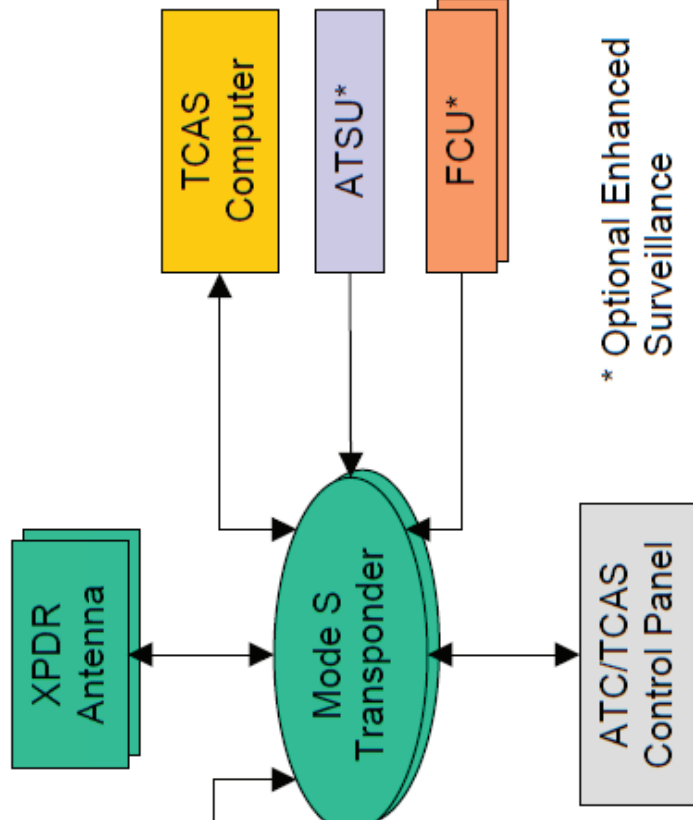 XPDR
Antenna
TCAS
Computer
ATSU*
FCU*
Mode S
Transponder
ATC/TCAS
Control Panel
* Optional Enhanced
Surveillance